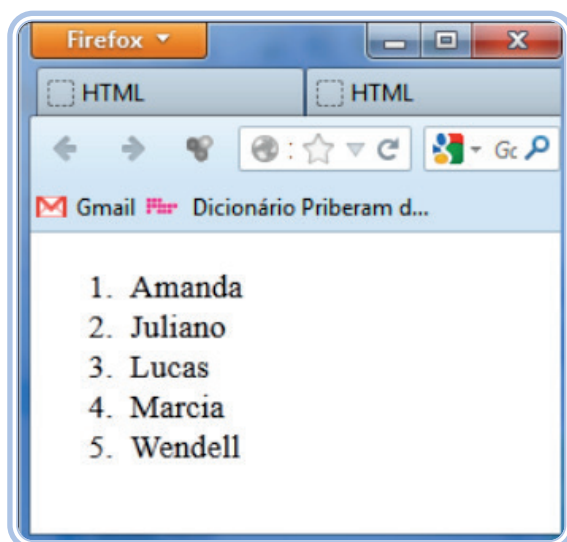 Firefox
HTML HTML
Gmail Dicionário Priberam d...
1. Amanda
2. Juliano
3. Lucas
4. Marcia
5. Wendell